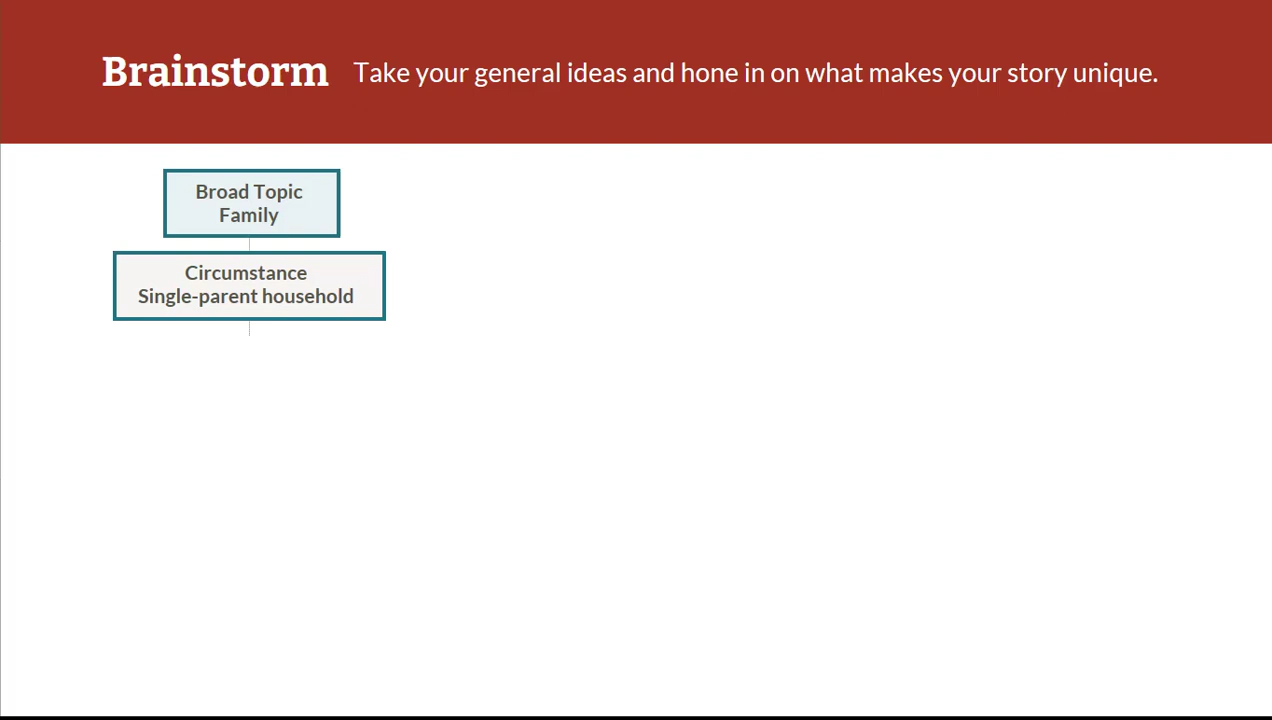 Brainstorm Take your general ideas and hone in on what makes your story unique.
Broad Topic
Family
Circumstance
Single-parent household